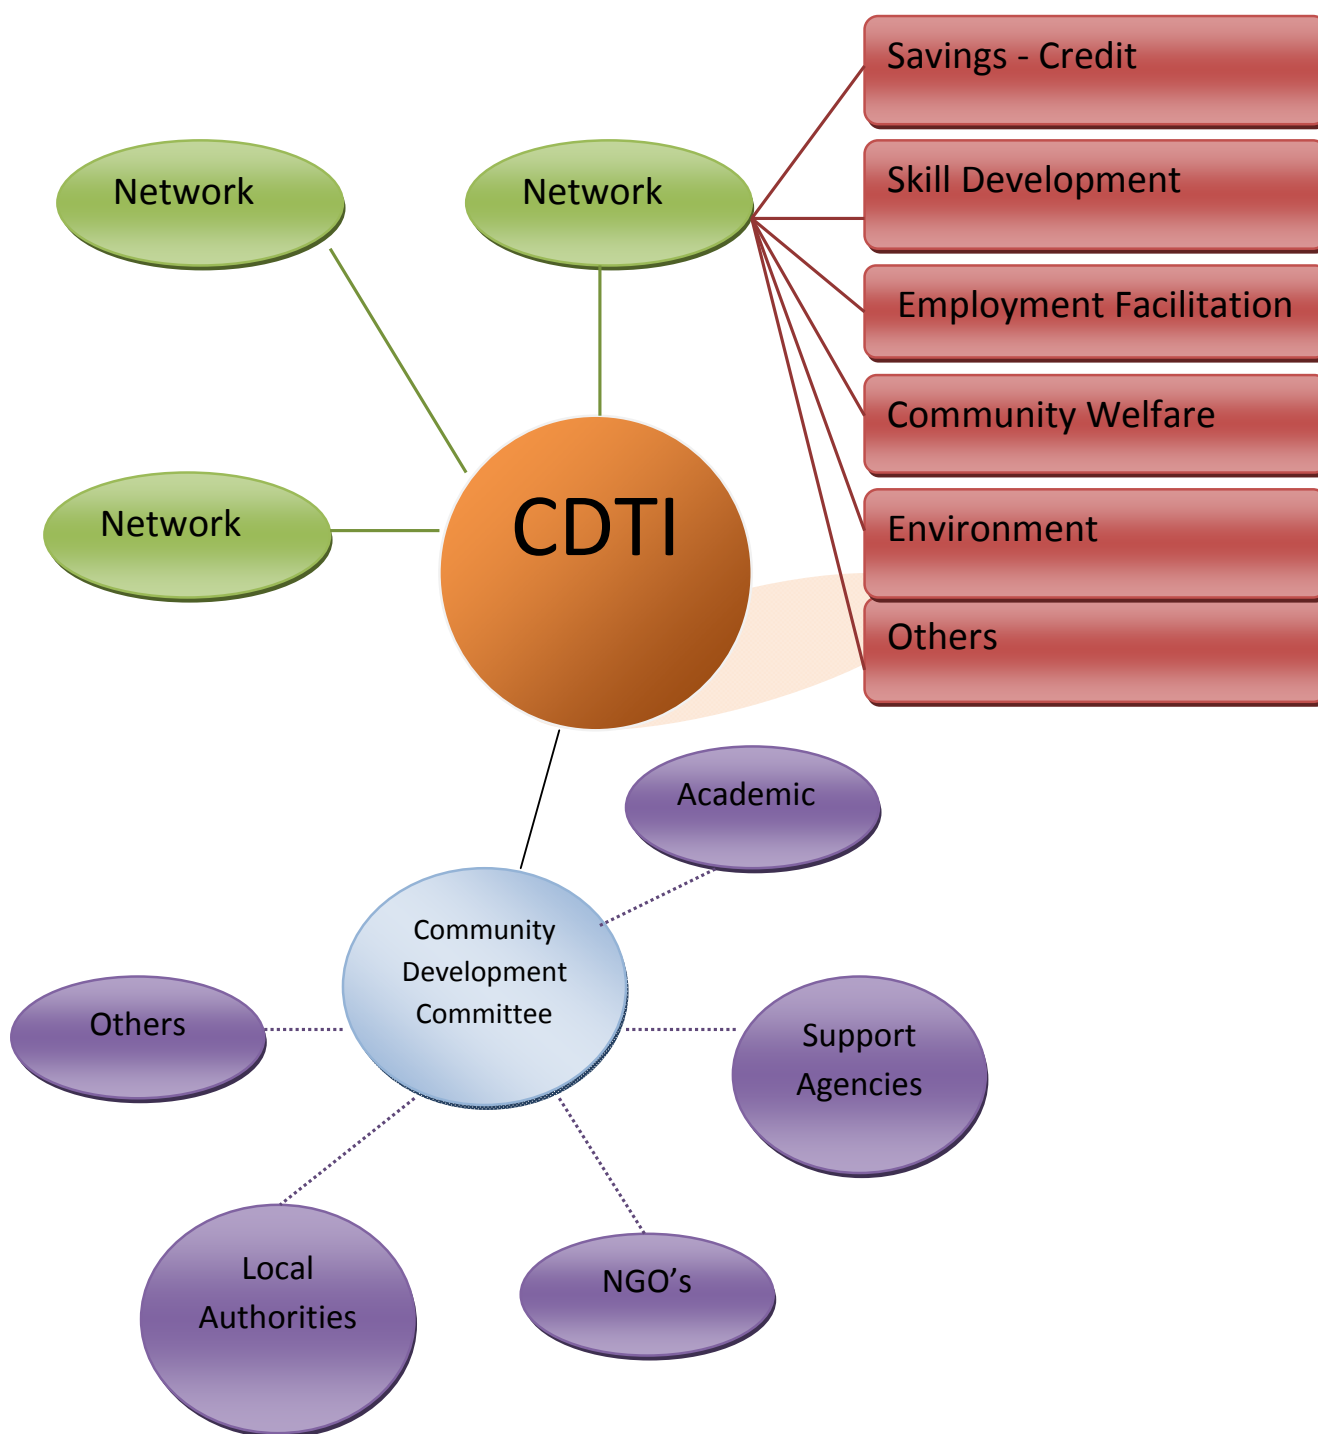 Savings - Credit
Network
Network
Skill Development
Employment Facilitation
Community Welfare
Network
CDTI
Environment
Others
Academic
Community
Development
Committee
Others
Support
Agencies
Local
Authorities
NGO’s